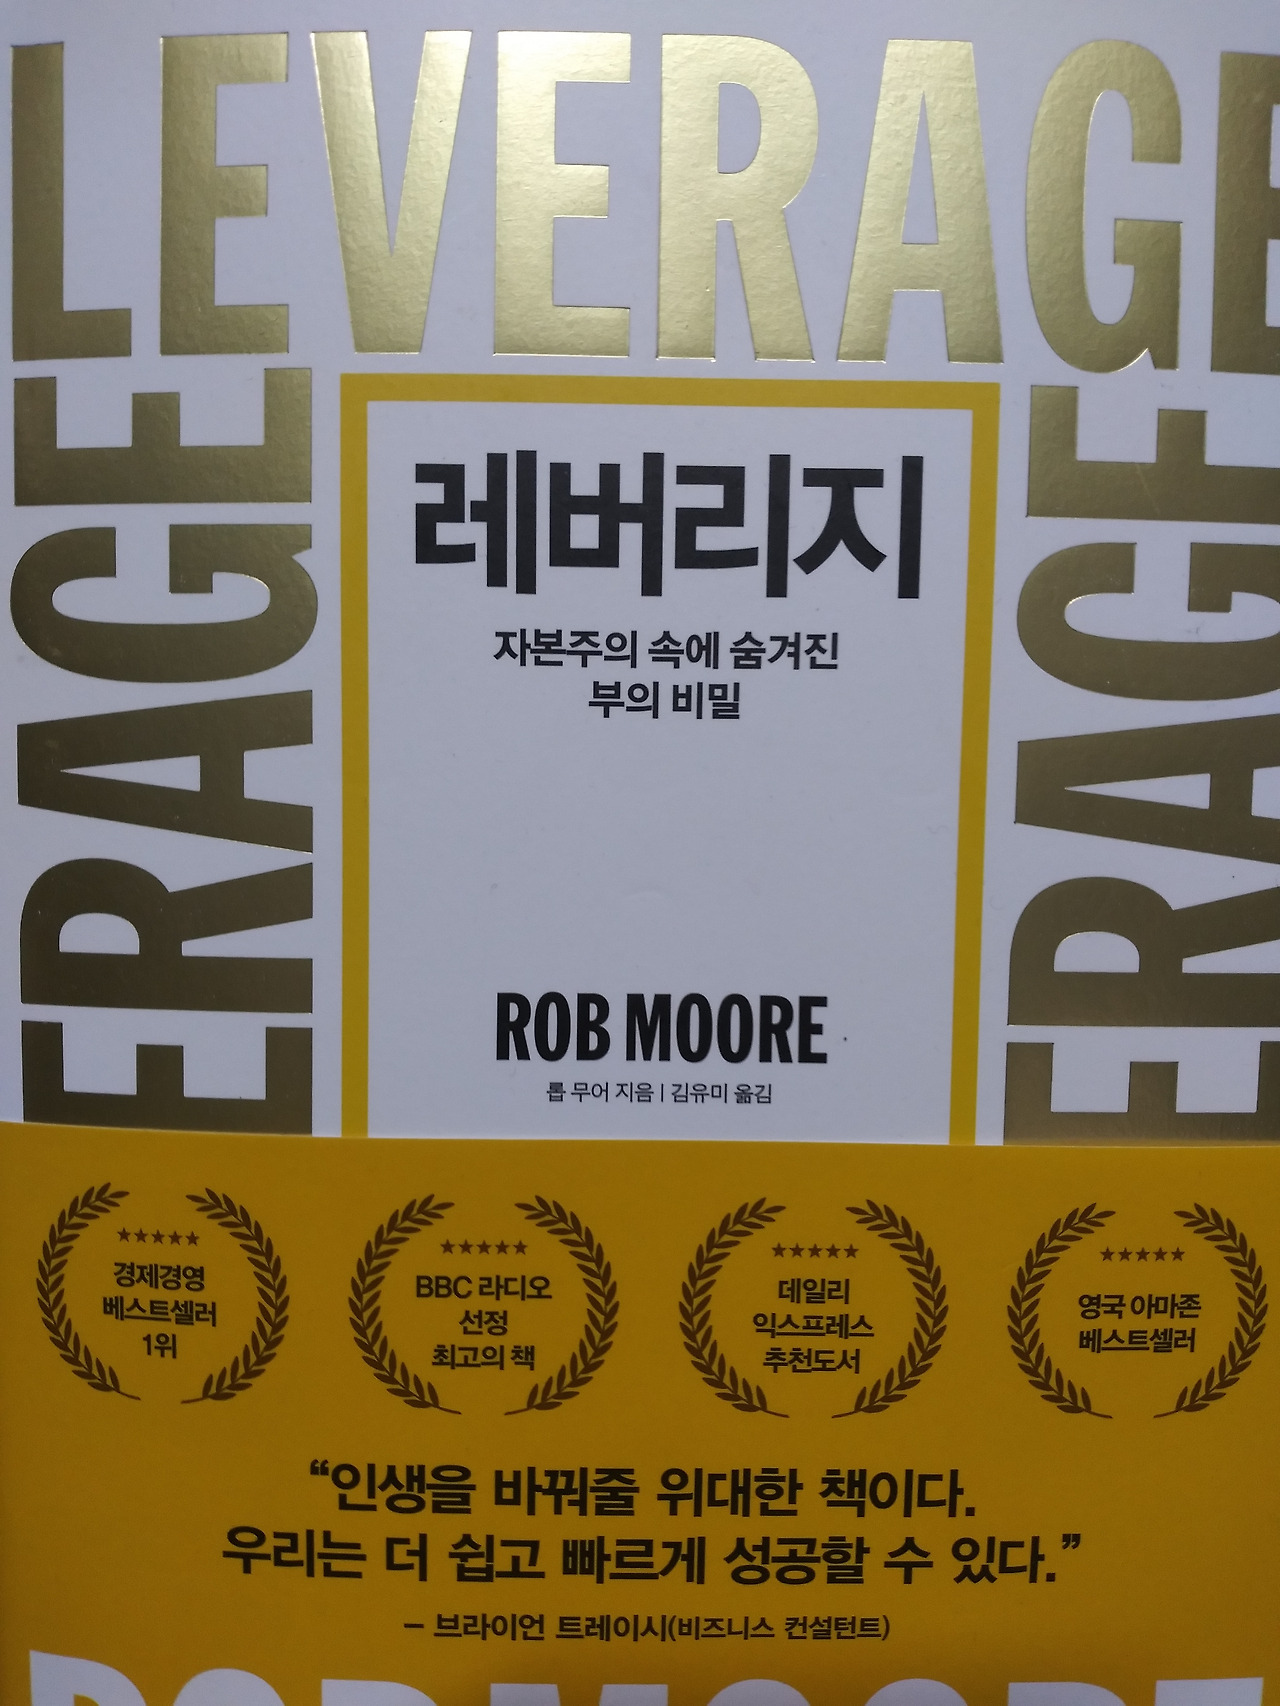 LEVERAGE
ERAGE
ERAGE
레버리지
자본주의 속에 숨겨진
부의 비밀
ROB MOORE
롭 무어 지음 | 김유미 옮김
★★★★★
경제경영
베스트셀러
1위
★★★★★
BBC 라디오
선정
최고의 책
★★★★★
데일리
익스프레스
추천도서
★★★★★
영국 아마존
베스트셀러
“인생을 바꿔줄 위대한 책이다.
우리는 더 쉽고 빠르게 성공할 수 있다.”
– 브라이언 트레이시(비즈니스 컨설턴트)
ROB MOORE